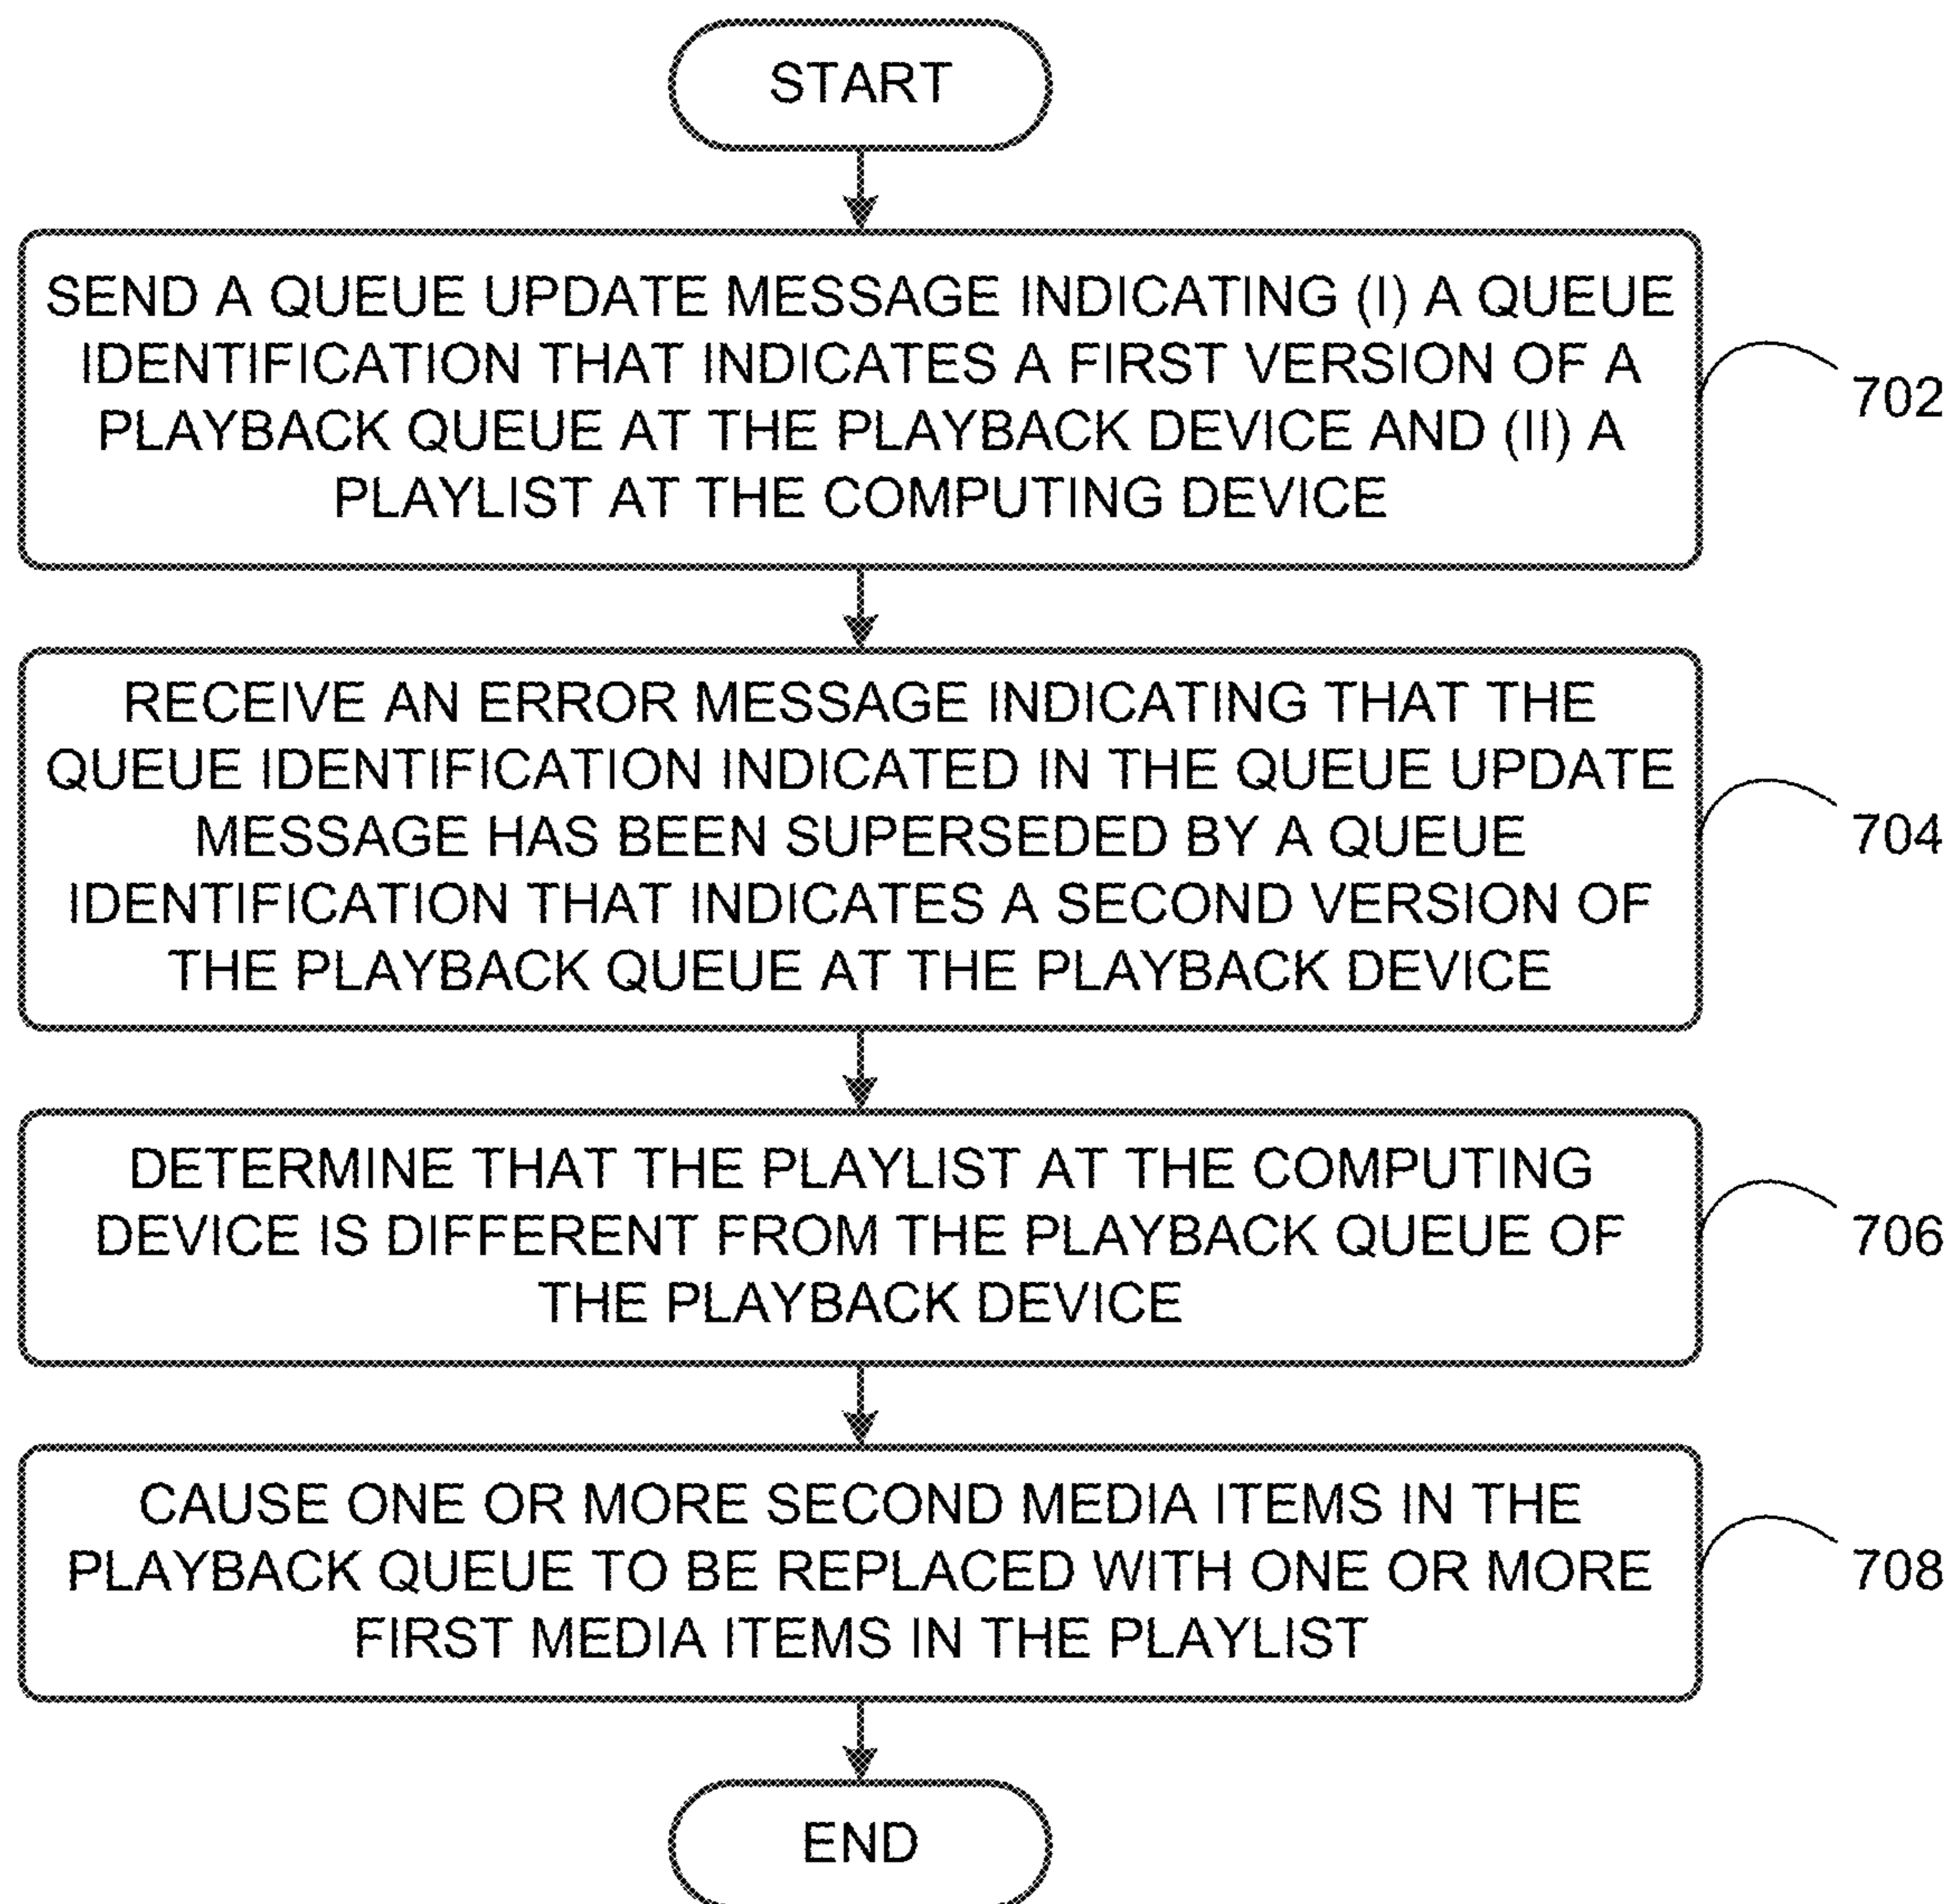 START
SEND A QUEUE UPDATE MESSAGE INDICATING (I) A QUEUE
IDENTIFICATION THAT INDICATES A FIRST VERSION OF A
PLAYBACK QUEUE AT THE PLAYBACK DEVICE AND (II) A
PLAYLIST AT THE COMPUTING DEVICE
702
RECEIVE AN ERROR MESSAGE INDICATING THAT THE
QUEUE IDENTIFICATION INDICATED IN THE QUEUE UPDATE
MESSAGE HAS BEEN SUPERSEDED BY A QUEUE
IDENTIFICATION THAT INDICATES A SECOND VERSION OF
THE PLAYBACK QUEUE AT THE PLAYBACK DEVICE
704
DETERMINE THAT THE PLAYLIST AT THE COMPUTING
DEVICE IS DIFFERENT FROM THE PLAYBACK QUEUE OF
THE PLAYBACK DEVICE
706
CAUSE ONE OR MORE SECOND MEDIA ITEMS IN THE
PLAYBACK QUEUE TO BE REPLACED WITH ONE OR MORE
FIRST MEDIA ITEMS IN THE PLAYLIST
708
END